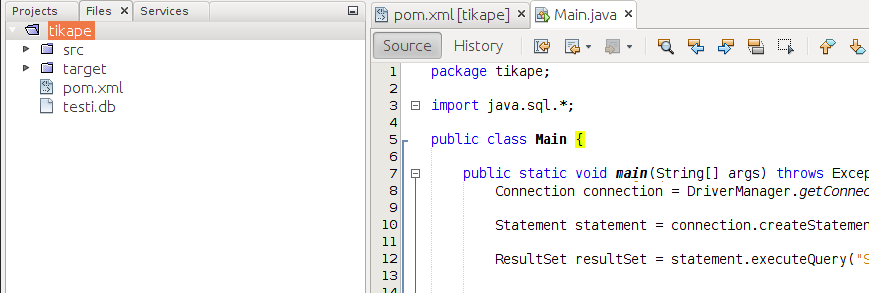 Projects Files Services
tikape
src
target
pom.xml
testi.db
pom.xml [tikape] Main.java
Source History
1 package tikape;
2
3 import java.sql.*;
4
5 public class Main {
6
7 public static void main(String[] args) throws Excep
8 Connection connection = DriverManager.getConnec
9
10 Statement statement = connection.createStatemen
11
12 ResultSet resultSet = statement.executeQuery("S
13
14